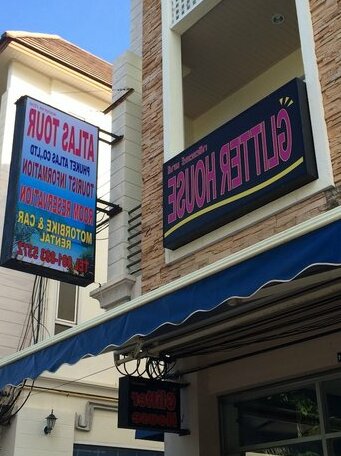 ATLAS TOUR
PHUKET ATLAS CO.,LTD
TOURIST INFORMATION
ROOM RESERVATION
MOTORBIKE & CAR
RENTAL
GLITTER HOUSE